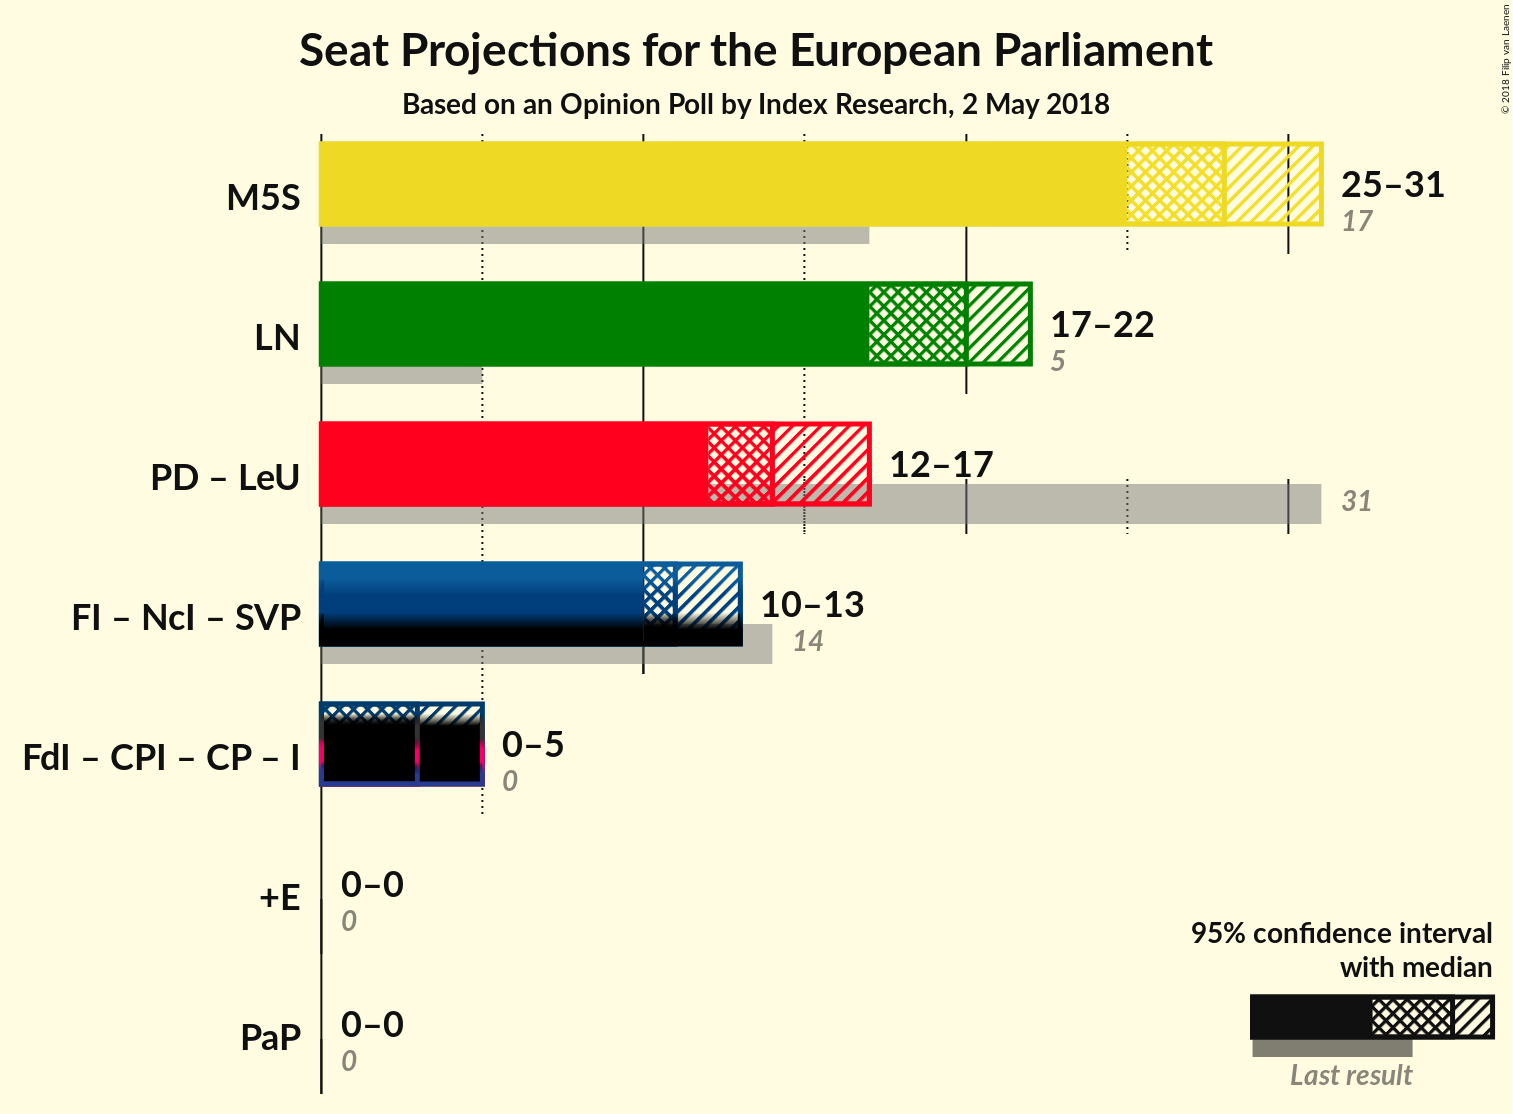 Seat Projections for the European Parliament
Based on an Opinion Poll by Index Research, 2 May 2018
© 2018 Filip van Laenen
M5S
25–31
17
LN
17–22
5
PD – LeU
12–17
31
FI – NcI – SVP
10–13
14
FdI – CPI – CP – I
0–5
0
+E
0–0
0
PaP
0–0
0
95% confidence interval
with median
Last result